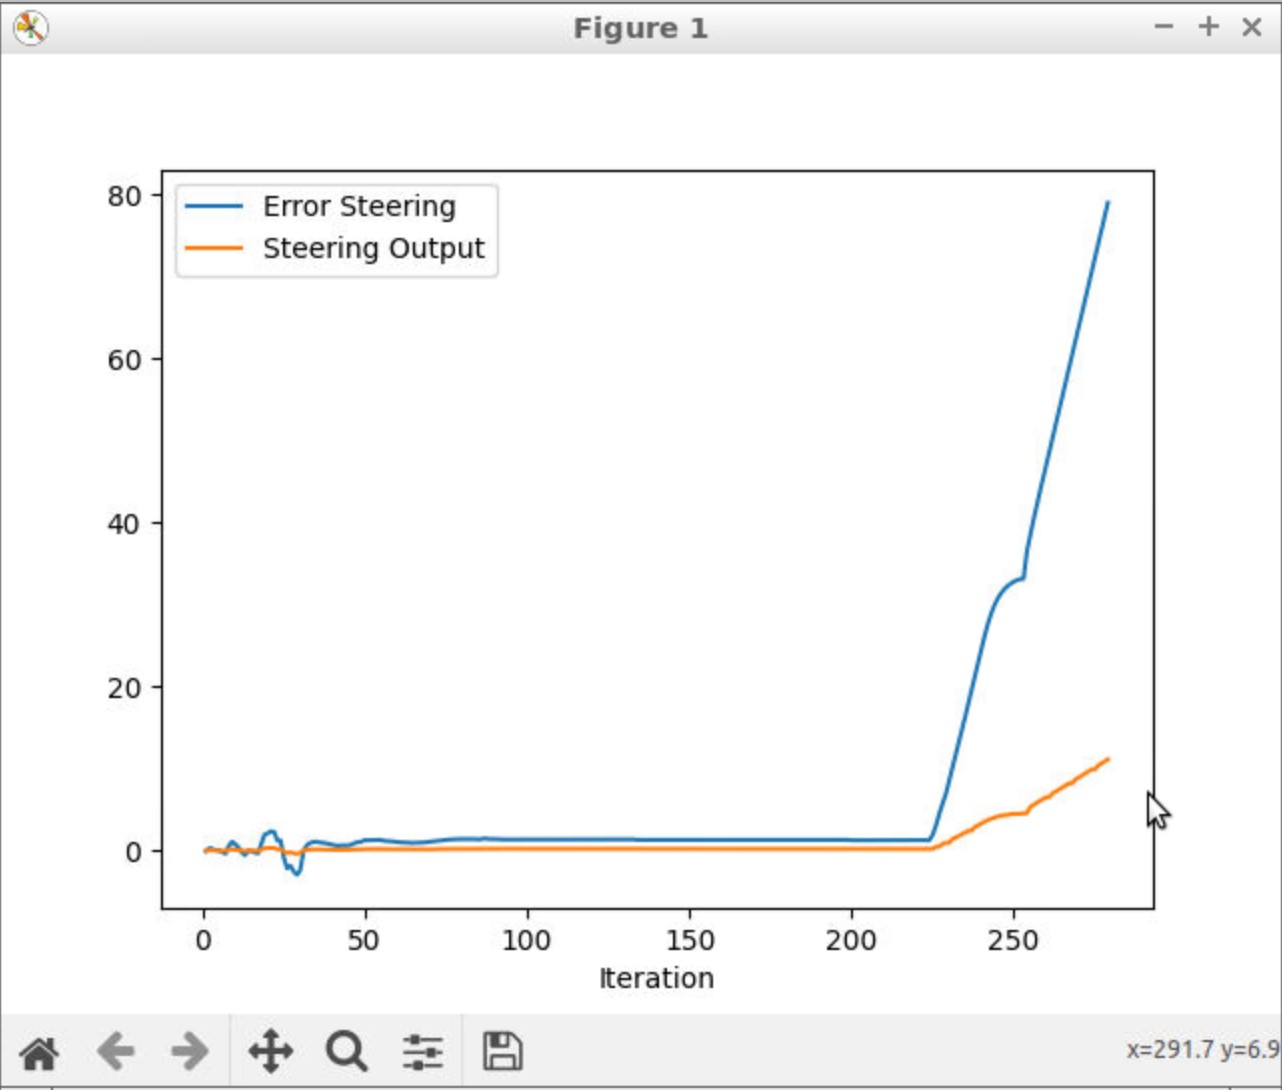 Figure 1
80
60
40
20
0
Error Steering
Steering Output
0 50 100 150 200 250
Iteration
x=291.7 y=6.9